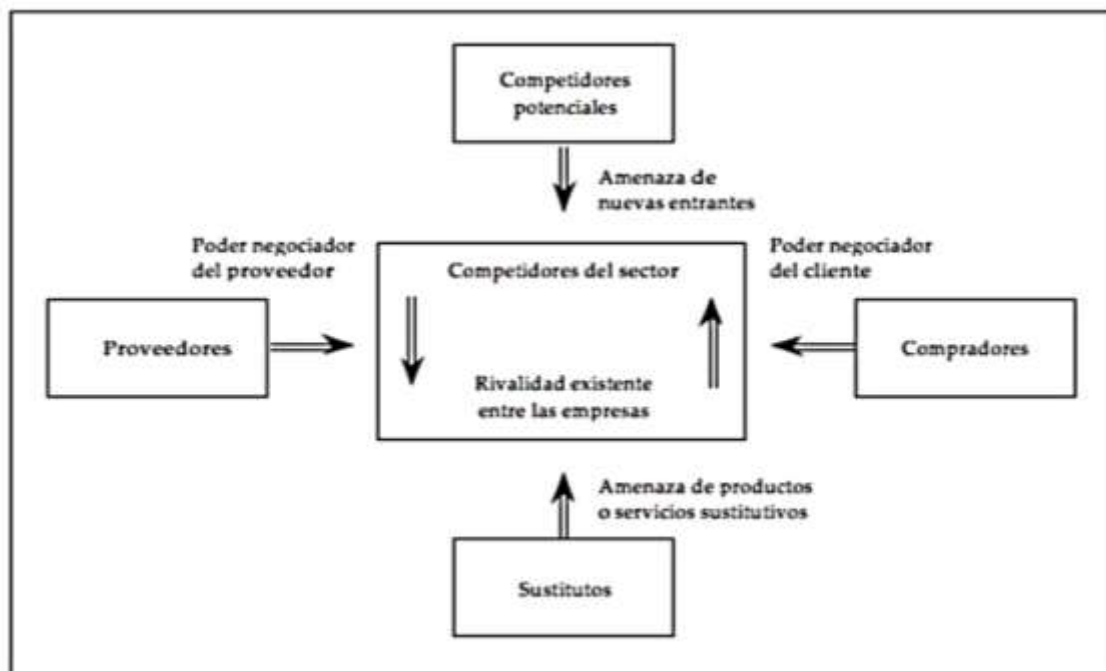 Competidores
potenciales
Amenaza de
nuevas entrantes
Poder negociador
del proveedor
Competidores del sector
Poder negociador
del cliente
Proveedores
Compradores
Rivalidad existente
entre las empresas
Amenaza de productos
o servicios sustitutivos
Sustitutos